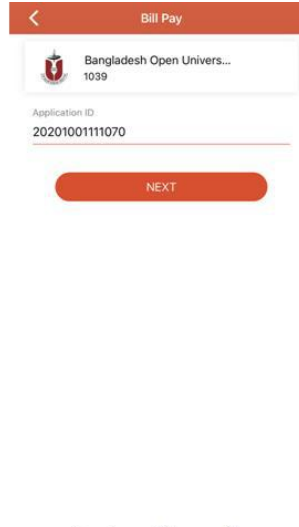 Bill Pay
Bangladesh Open Univers...
1039
Application ID
20201001111070
NEXT